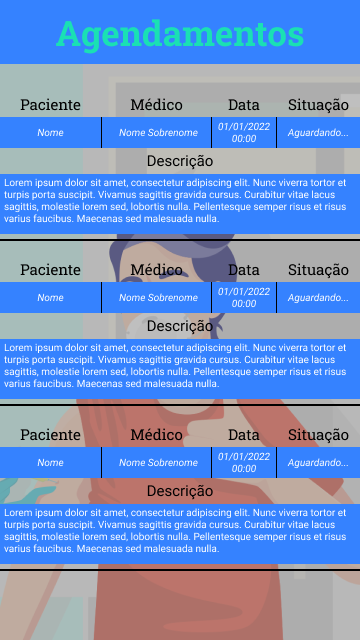 Agendamentos
Paciente Médico Data Situação
Nome Nome Sobrenome 01/01/2022 00:00 Aguardando...
Descrição
Lorem ipsum dolor sit amet, consectetur adipiscing elit. Nunc viverra tortor et
turpis porta suscipit. Vivamus sagittis gravida cursus. Curabitur vitae lacus
sagittis, molestie lorem sed, lobortis nulla. Pellentesque semper risus et risus
varius faucibus. Maecenas sed malesuada nulla.
Paciente Médico Data Situação
Nome Nome Sobrenome 01/01/2022 00:00 Aguardando...
Descrição
Lorem ipsum dolor sit amet, consectetur adipiscing elit. Nunc viverra tortor et
turpis porta suscipit. Vivamus sagittis gravida cursus. Curabitur vitae lacus
sagittis, molestie lorem sed, lobortis nulla. Pellentesque semper risus et risus
varius faucibus. Maecenas sed malesuada nulla.
Paciente Médico Data Situação
Nome Nome Sobrenome 01/01/2022 00:00 Aguardando...
Descrição
Lorem ipsum dolor sit amet, consectetur adipiscing elit. Nunc viverra tortor et
turpis porta suscipit. Vivamus sagittis gravida cursus. Curabitur vitae lacus
sagittis, molestie lorem sed, lobortis nulla. Pellentesque semper risus et risus
varius faucibus. Maecenas sed malesuada nulla.